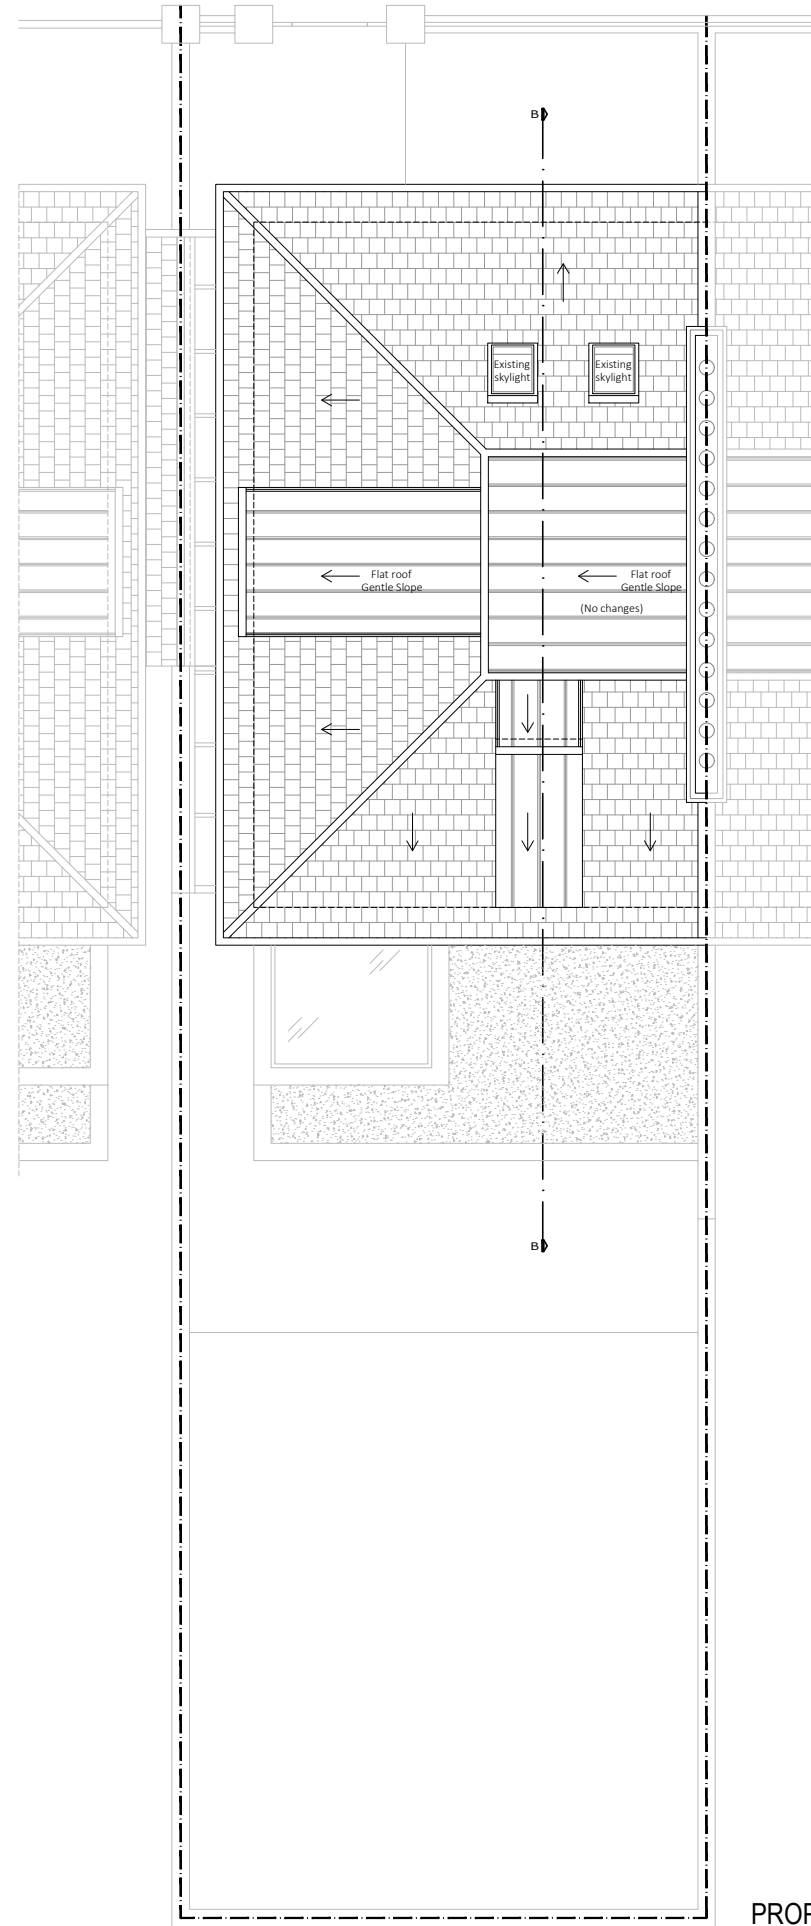 B
Existing
skylight
Existing
skylight
Flat roof
Gentle Slope
Flat roof
Gentle Slope
(No changes)
B
PROP